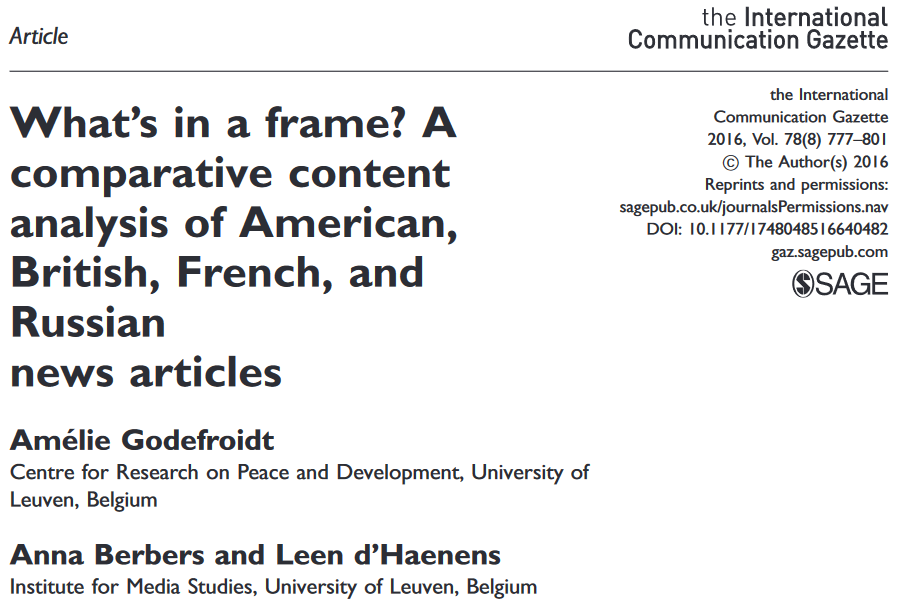 Article
the International
Communication Gazette
What's in a frame? A
comparative content
analysis of American,
British, French, and
Russian
news articles
the International
Communication Gazette
2016, Vol. 78(8) 777–801
© The Author(s) 2016
Reprints and permissions:
sagepub.co.uk/journalsPermissions.nav
DOI: 10.1177/1748048516640482
gaz.sagepub.com
SAGE
Amélie Godefroidt
Centre for Research on Peace and Development, University of
Leuven, Belgium
Anna Berbers and Leen d'Haenens
Institute for Media Studies, University of Leuven, Belgium